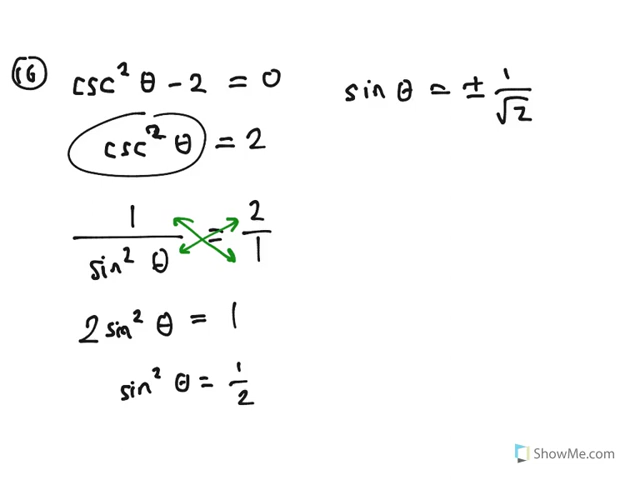 16 csc² θ - 2 = 0
csc² θ = 2
1/sin² θ = 2/1
2 sin² θ = 1
sin² θ = 1/2
sin θ = ± 1/√2
ShowMe.com